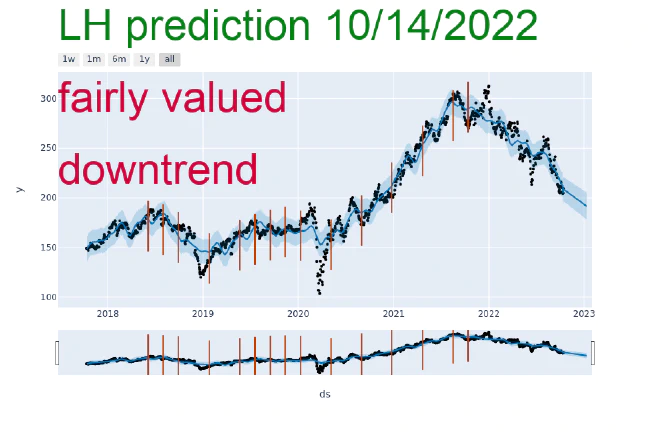 LH prediction 10/14/2022
1w 1m 6m 1y all
fairly valued
downtrend
y
300
250
200
150
100
2018 2019 2020 2021 2022 2023
ds